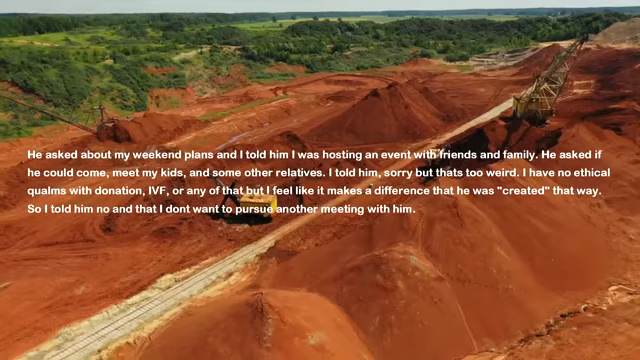 He asked about my weekend plans and I told him I was hosting an event with friends and family. He asked if
he could come, meet my kids, and some other relatives. I told him, sorry but thats too weird. I have no ethical
qualms with donation, IVF, or any of that but I feel like it makes a difference that he was "created" that way.
So I told him no and that I dont want to pursue another meeting with him.